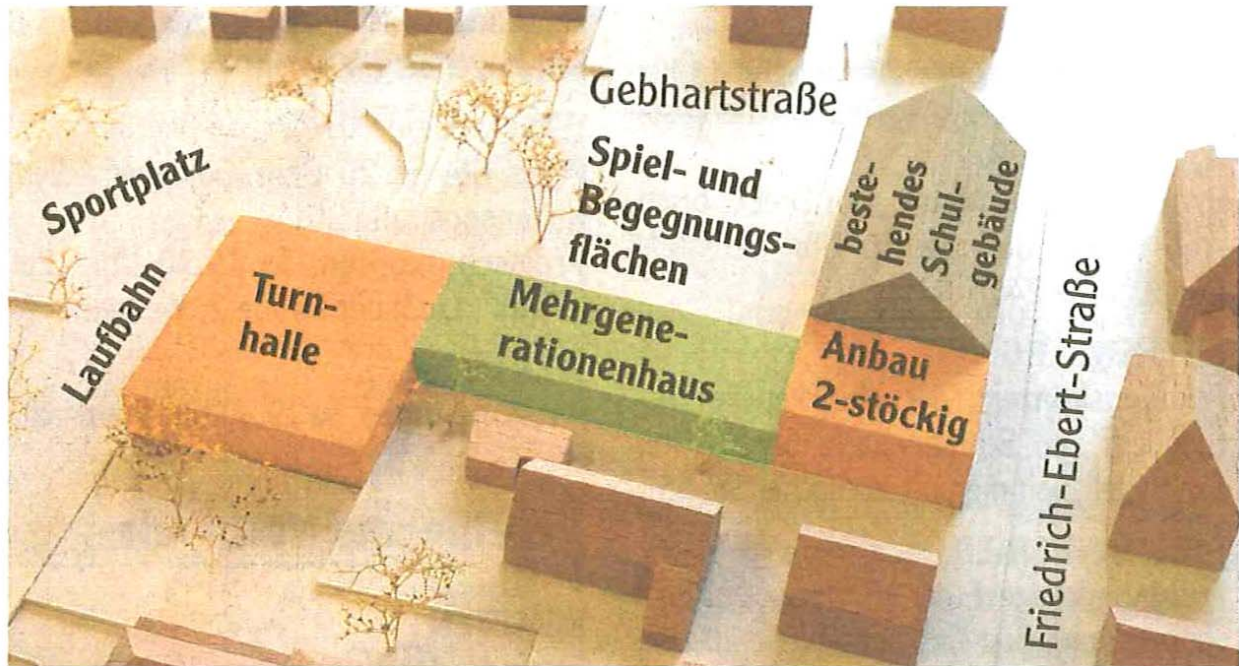 Gebhartstraße
Spiel- und
Begegnungs-
flächen
beste-
hendes
Schul-
gebäude
Sportplatz
Laufbahn
Turn-
halle
Mehrgene-
rationenhaus
Anbau
2-stöckig
Friedrich-Ebert-Straße